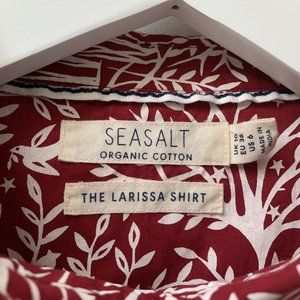 SEASALT
ORGANIC COTTON
THE LARISSA SHIRT
UK 10
EU 38
US 6
MADE IN
INDIA